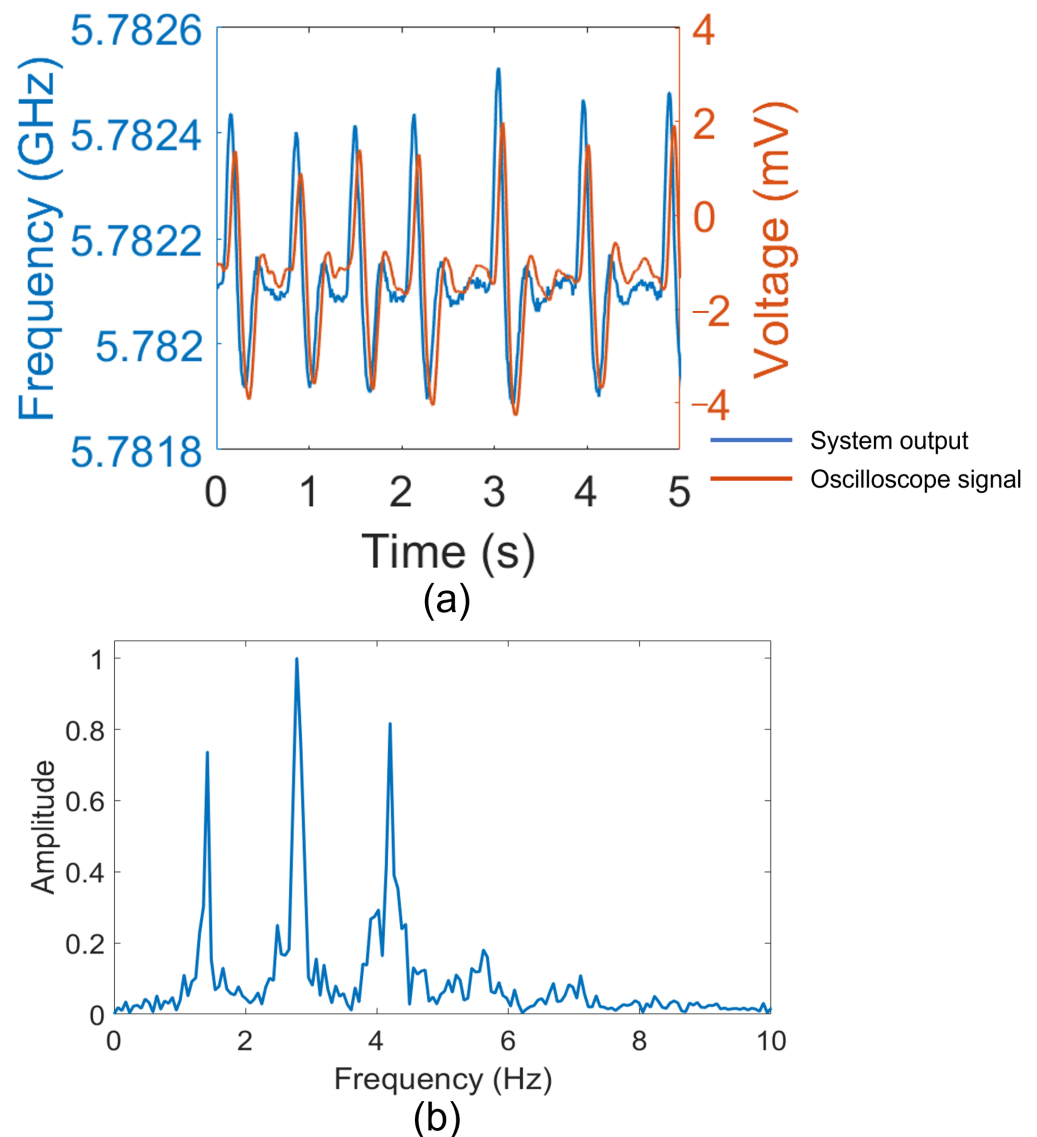 5.7826
5.7824
5.7822
5.782
5.7818
Frequency (GHz)
4
2
0
−2
−4
Voltage (mV)
0 1 2 3 4 5
Time (s)
System output
Oscilloscope signal
(a)
1
0.8
0.6
0.4
0.2
0
Amplitude
0 2 4 6 8 10
Frequency (Hz)
(b)